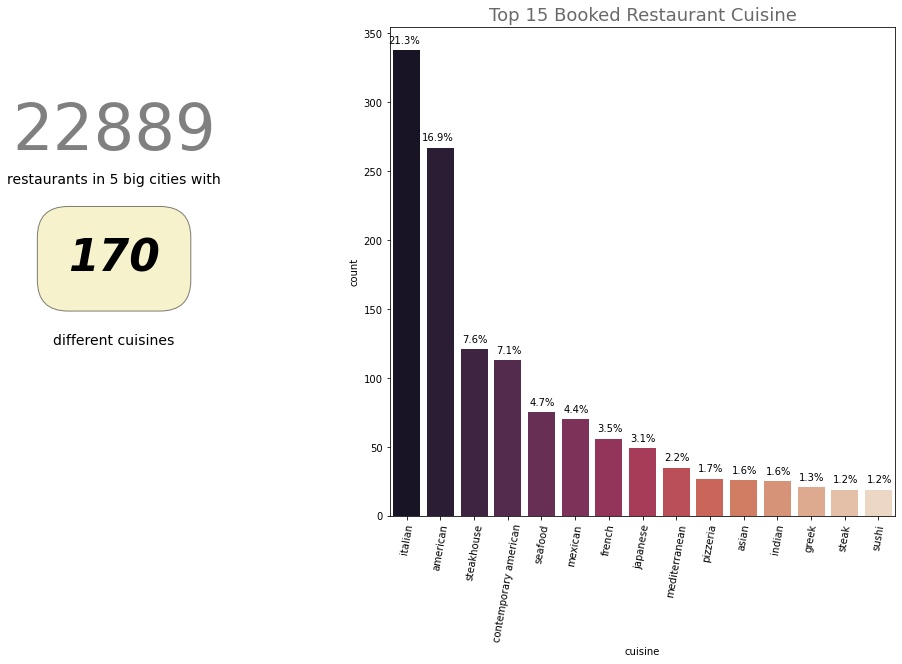 22889
restaurants in 5 big cities with
170
different cuisines
Top 15 Booked Restaurant Cuisine
count
350
300
250
200
150
100
50
0
21.3%
16.9%
7.6%
7.1%
4.7%
4.4%
3.5%
3.1%
2.2%
1.7%
1.6%
1.6%
1.3%
1.2%
1.2%
italian
american
steakhouse
contemporary american
seafood
mexican
french
japanese
mediterranean
pizzeria
asian
indian
greek
steak
sushi
cuisine